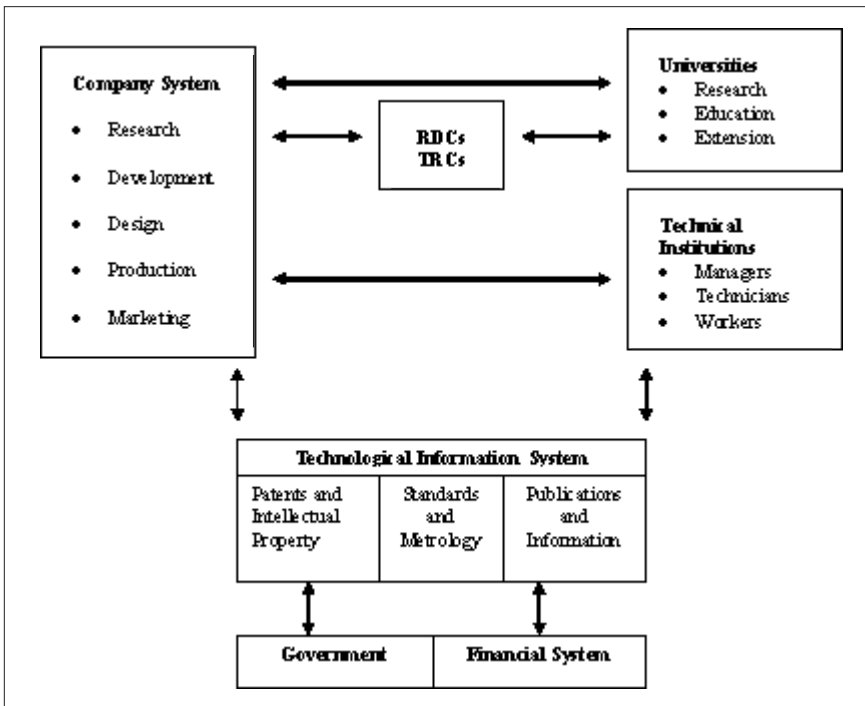 Company System
• Research
• Development
• Design
• Production
• Marketing
RDCs
TRCs
Universities
• Research
• Education
• Extension
Technical
Institutions
• Managers
• Technicians
• Workers
Technological Information System
Patents and
Intellectual
Property
Standards
and
Metrology
Publications
and
Information
Government
Financial System